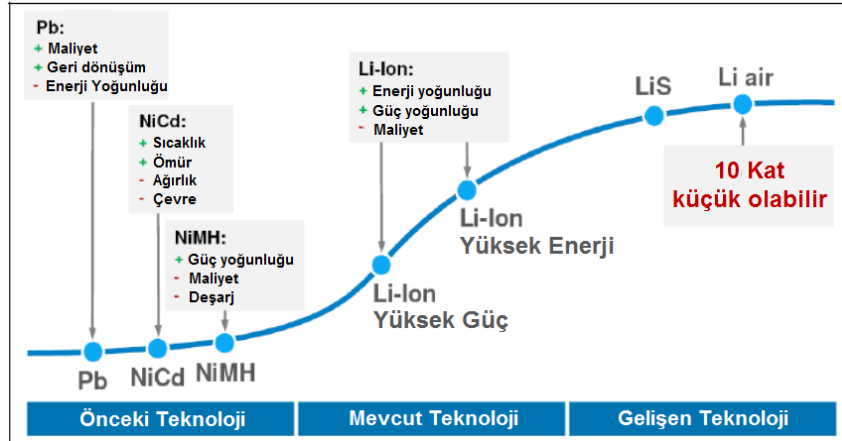 Pb:
+ Maliyet
+ Geri dönüşüm
- Enerji Yoğunluğu
NiCd:
+ Sıcaklık
+ Ömür
- Ağırlık
- Çevre
NiMH:
+ Güç yoğunluğu
- Maliyet
- Deşarj
Li-Ion:
+ Enerji yoğunluğu
+ Güç yoğunluğu
- Maliyet
LiS
Li air
10 Kat
küçük olabilir
Li-Ion
Yüksek Enerji
Li-Ion
Yüksek Güç
Pb
NiCd
NiMH
Önceki Teknoloji
Mevcut Teknoloji
Gelişen Teknoloji